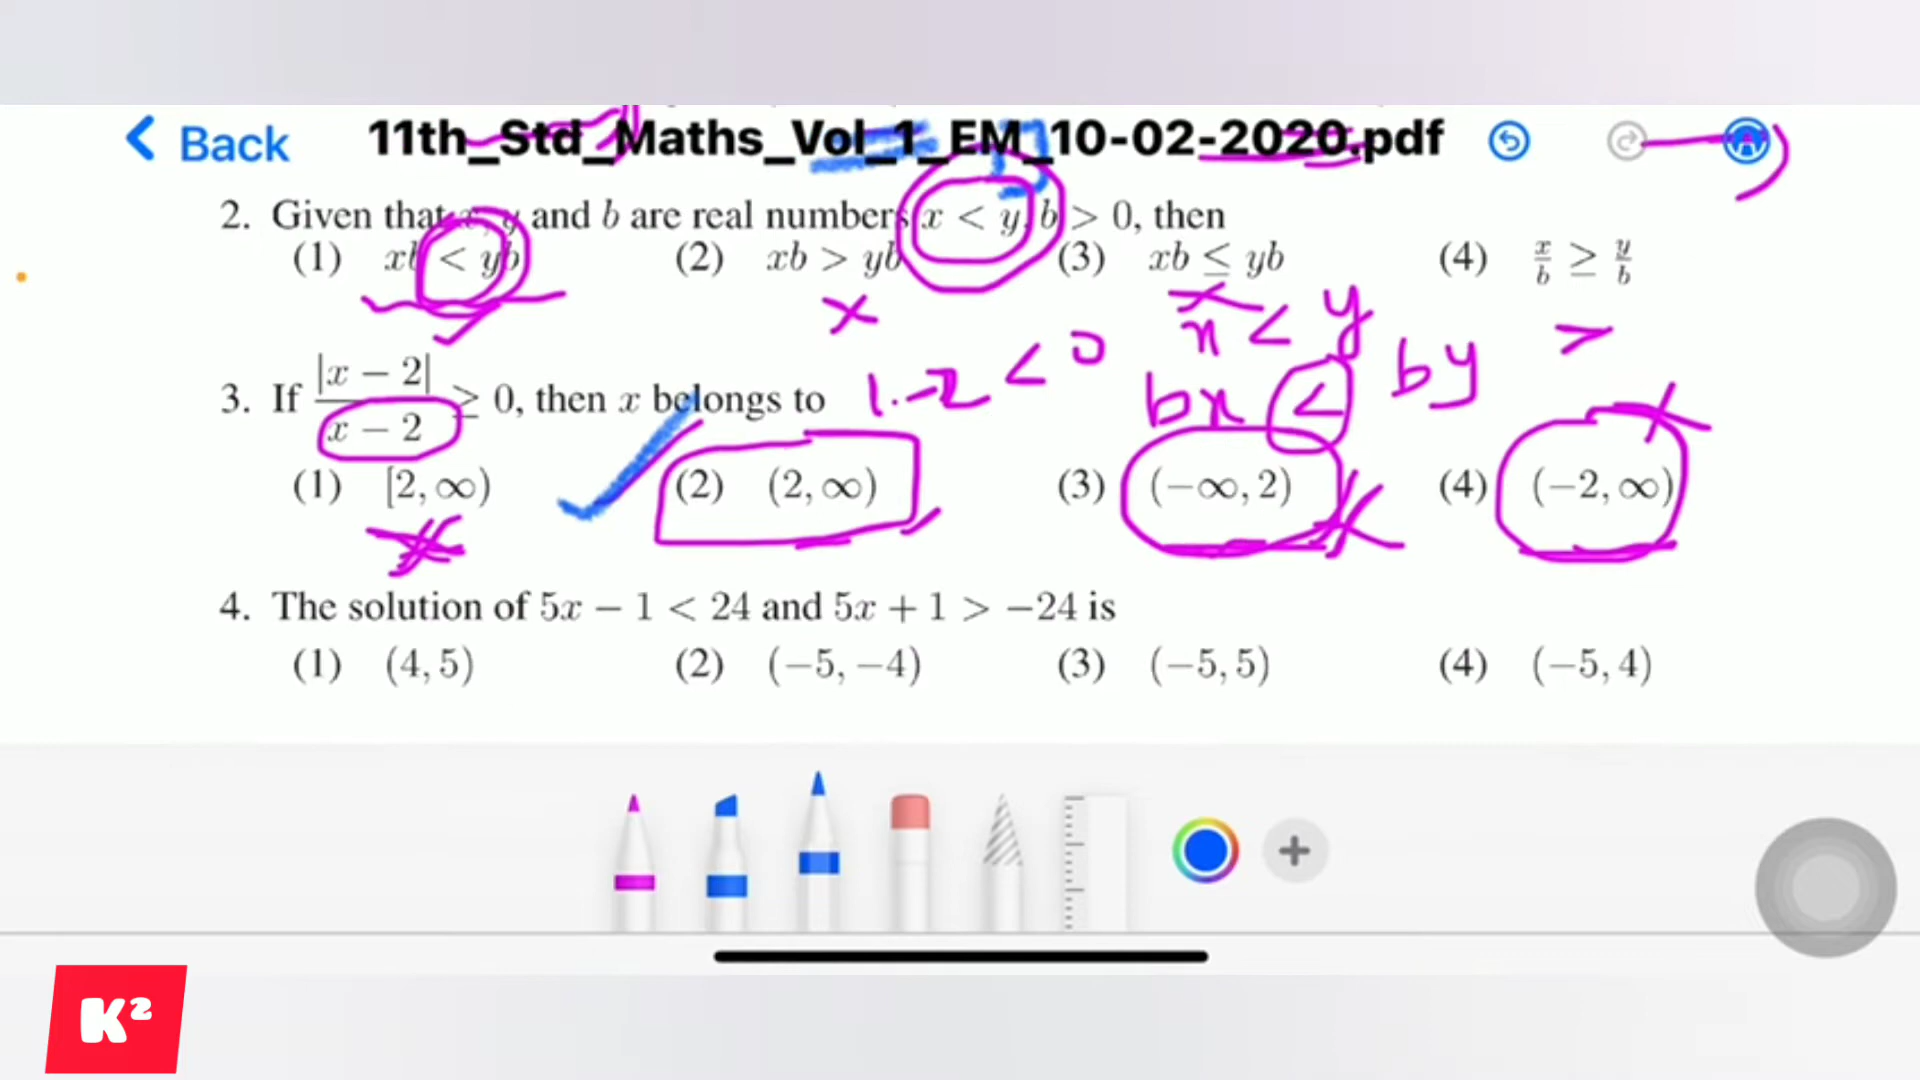 Back 11th_Std_Maths_Vol_1_EM_10-02-2020.pdf
2. Given that x, y and b are real numbers x < y, b > 0, then
(1) xb < yb (2) xb > yb (3) xb ≤ yb (4) x/b ≥ y/b
x < y
1.-2 < 0
bx < by >
3. If |x − 2| / x − 2 ≥ 0, then x belongs to
(1) [2, ∞) (2) (2, ∞) (3) (−∞, 2) (4) (−2, ∞)
4. The solution of 5x − 1 < 24 and 5x + 1 > −24 is
(1) (4, 5) (2) (−5, −4) (3) (−5, 5) (4) (−5, 4)
K²